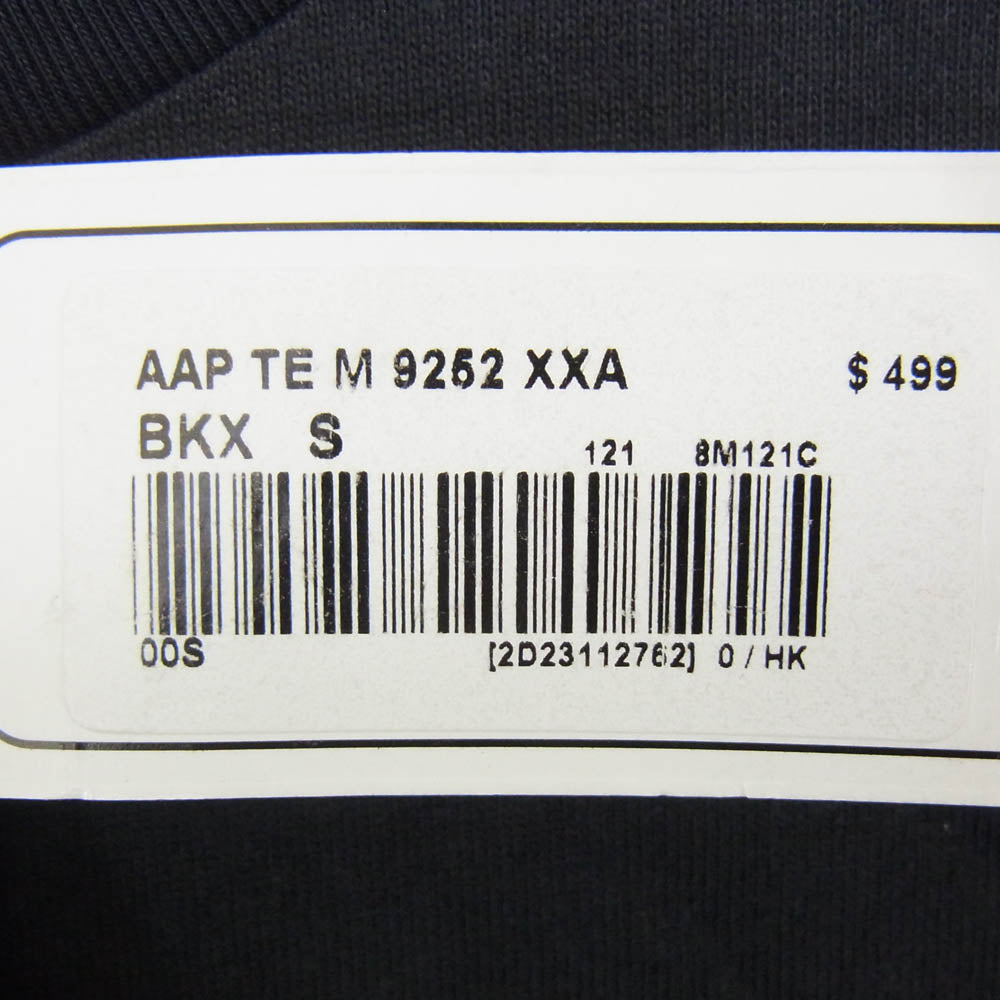 AAP TE M 9252 XXA $ 499
BKX S
121 8M121C
00S [2D23112762] 0 / HK